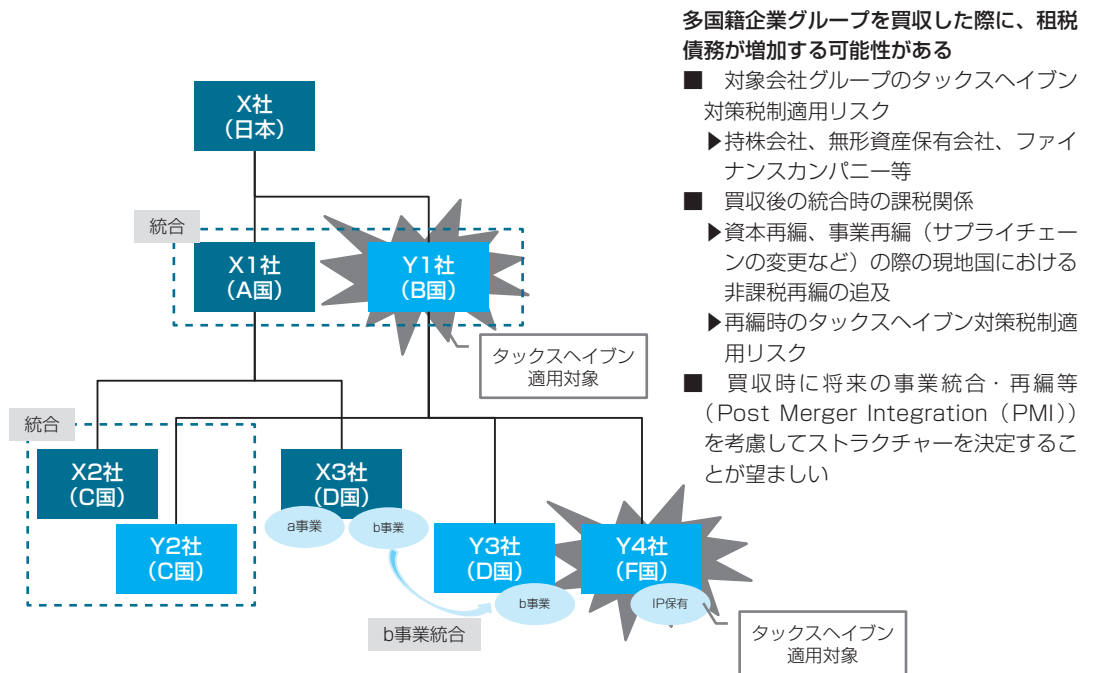 多国籍企業グループを買収した際に、租税
債務が増加する可能性がある
■ 対象会社グループのタックスヘイブン
対策税制適用リスク
▶持株会社、無形資産保有会社、ファイ
ナンスカンパニー等
■ 買収後の統合時の課税関係
▶資本再編、事業再編（サプライチェー
ンの変更など）の際の現地国における
非課税再編の追及
▶再編時のタックスヘイブン対策税制適
用リスク
■ 買収時に将来の事業統合・再編等
（Post Merger Integration（PMI））
を考慮してストラクチャーを決定するこ
とが望ましい
X社
（日本）
統合
X1社
（A国）
Y1社
（B国）
タックスヘイブン
適用対象
統合
X2社
（C国）
Y2社
（C国）
X3社
（D国）
a事業
b事業
Y3社
（D国）
b事業
Y4社
（F国）
IP保有
b事業統合
タックスヘイブン
適用対象